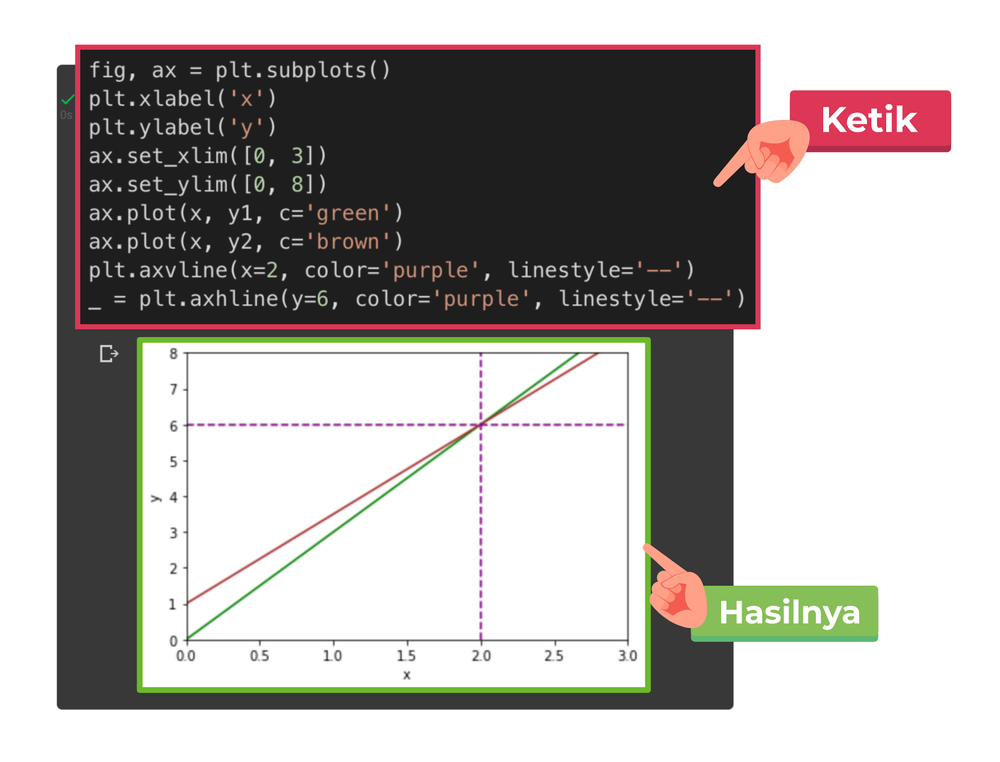 fig, ax = plt.subplots()
plt.xlabel('x')
plt.ylabel('y')
ax.set_xlim([0, 3])
ax.set_ylim([0, 8])
ax.plot(x, y1, c='green')
ax.plot(x, y2, c='brown')
plt.axvline(x=2, color='purple', linestyle='--')
_ = plt.axhline(y=6, color='purple', linestyle='--')
0s
Ketik
8
7
6
5
4
3
2
1
0
y
0.0 0.5 1.0 1.5 2.0 2.5 3.0
x
Hasilnya